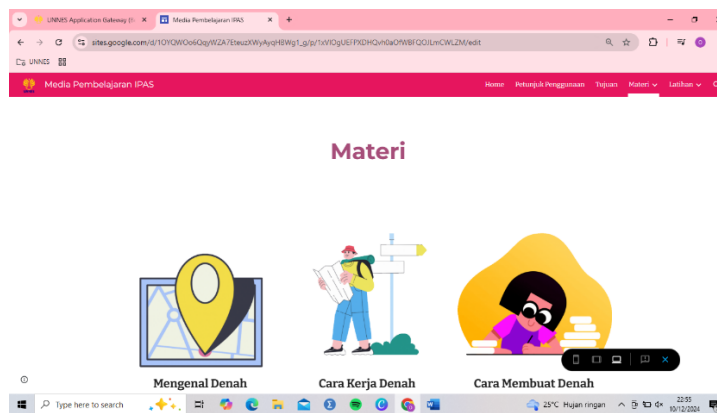 UNNES Application Gateway (
Media Pembelajaran IPAS
sites.google.com/d/1OYQWOo6QqyWZA7EteuzXWyAyqHBWg1_g/p/1xVIOgUEFPXDHQvh0aOfWBFQOJLmCWLZM/edit
UNNES
Media Pembelajaran IPAS
Home Petunjuk Penggunaan Tujuan Materi Latihan
Materi
Mengenal Denah
Cara Kerja Denah
Cara Membuat Denah
Type here to search
25°C Hujan ringan
22:55
10/12/2024